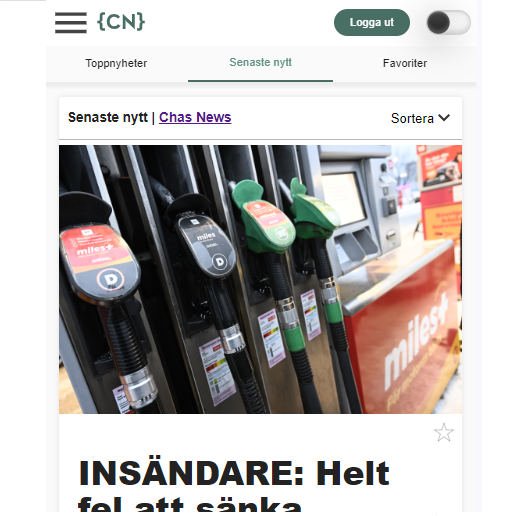 {CN}
Logga ut
Toppnyheter
Senaste nytt
Favoriter
Senaste nytt | Chas News
Sortera
miles+
D
miles
D
miles+
INSÄNDARE: Helt
fel att sänka